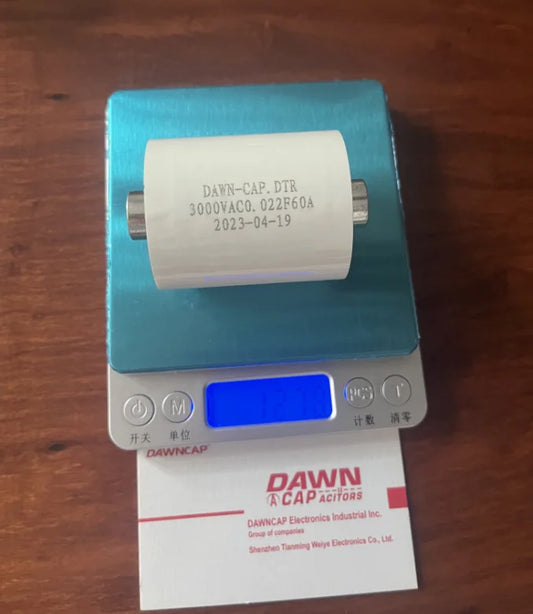 DAWN-CAP.DTR
3000VAC0.022F60A
2023-04-19
M
PCS
T
开关
单位
计数
清零
DAWNCAP
DAWN
CAP
ACITORS
DAWNCAP Electronics Industrial Inc.
Group of companies
Shenzhen Tianming Weiye Electronics Co., Ltd.